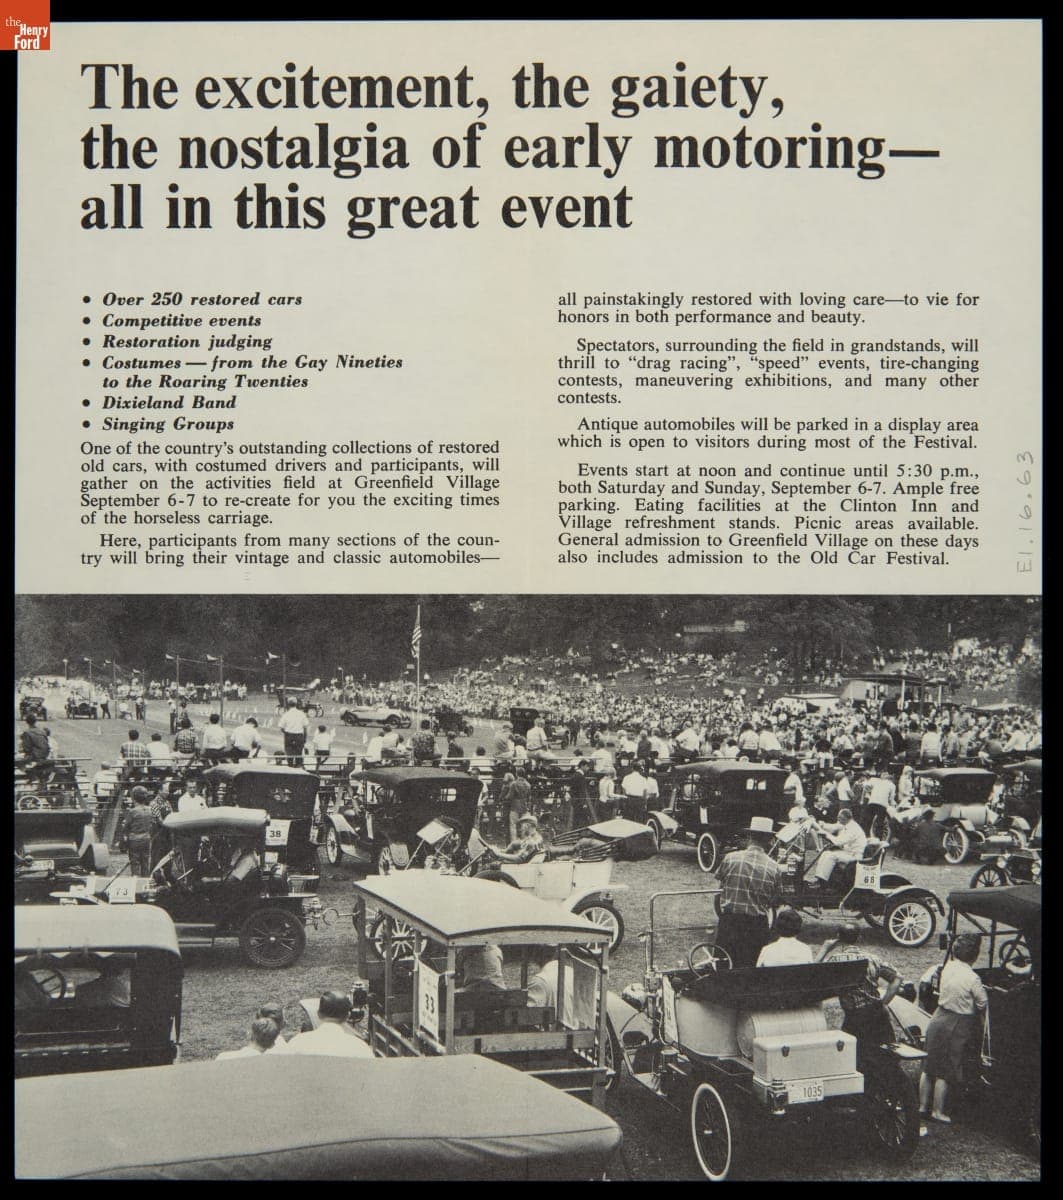 the
Henry
Ford
The excitement, the gaiety,
the nostalgia of early motoring—
all in this great event
• Over 250 restored cars
• Competitive events
• Restoration judging
• Costumes — from the Gay Nineties
to the Roaring Twenties
• Dixieland Band
• Singing Groups
One of the country's outstanding collections of restored
old cars, with costumed drivers and participants, will
gather on the activities field at Greenfield Village
September 6-7 to re-create for you the exciting times
of the horseless carriage.
Here, participants from many sections of the coun-
try will bring their vintage and classic automobiles—
all painstakingly restored with loving care—to vie for
honors in both performance and beauty.
Spectators, surrounding the field in grandstands, will
thrill to "drag racing", "speed" events, tire-changing
contests, maneuvering exhibitions, and many other
contests.
Antique automobiles will be parked in a display area
which is open to visitors during most of the Festival.
Events start at noon and continue until 5:30 p.m.,
both Saturday and Sunday, September 6-7. Ample free
parking. Eating facilities at the Clinton Inn and
Village refreshment stands. Picnic areas available.
General admission to Greenfield Village on these days
also includes admission to the Old Car Festival.
E1.16.63
38
73
68
33
1035